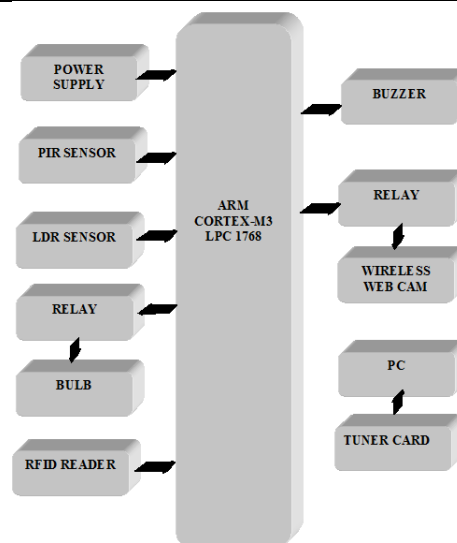 POWER
SUPPLY
PIR SENSOR
LDR SENSOR
RELAY
BULB
RFID READER
ARM
CORTEX-M3
LPC 1768
BUZZER
RELAY
WIRELESS
WEB CAM
PC
TUNER CARD